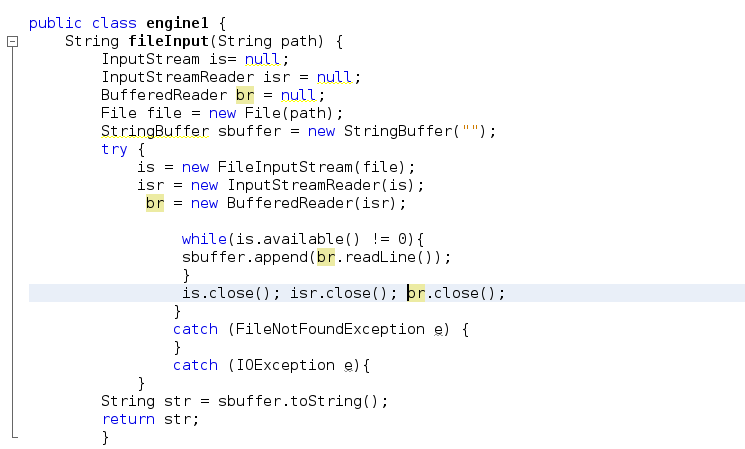 public class engine1 {
String fileInput(String path) {
InputStream is= null;
InputStreamReader isr = null;
BufferedReader br = null;
File file = new File(path);
StringBuffer sbuffer = new StringBuffer("");
try {
is = new FileInputStream(file);
isr = new InputStreamReader(is);
br = new BufferedReader(isr);
while(is.available() != 0){
sbuffer.append(br.readLine());
}
is.close(); isr.close(); br.close();
}
catch (FileNotFoundException e) {
}
catch (IOException e){
}
String str = sbuffer.toString();
return str;
}